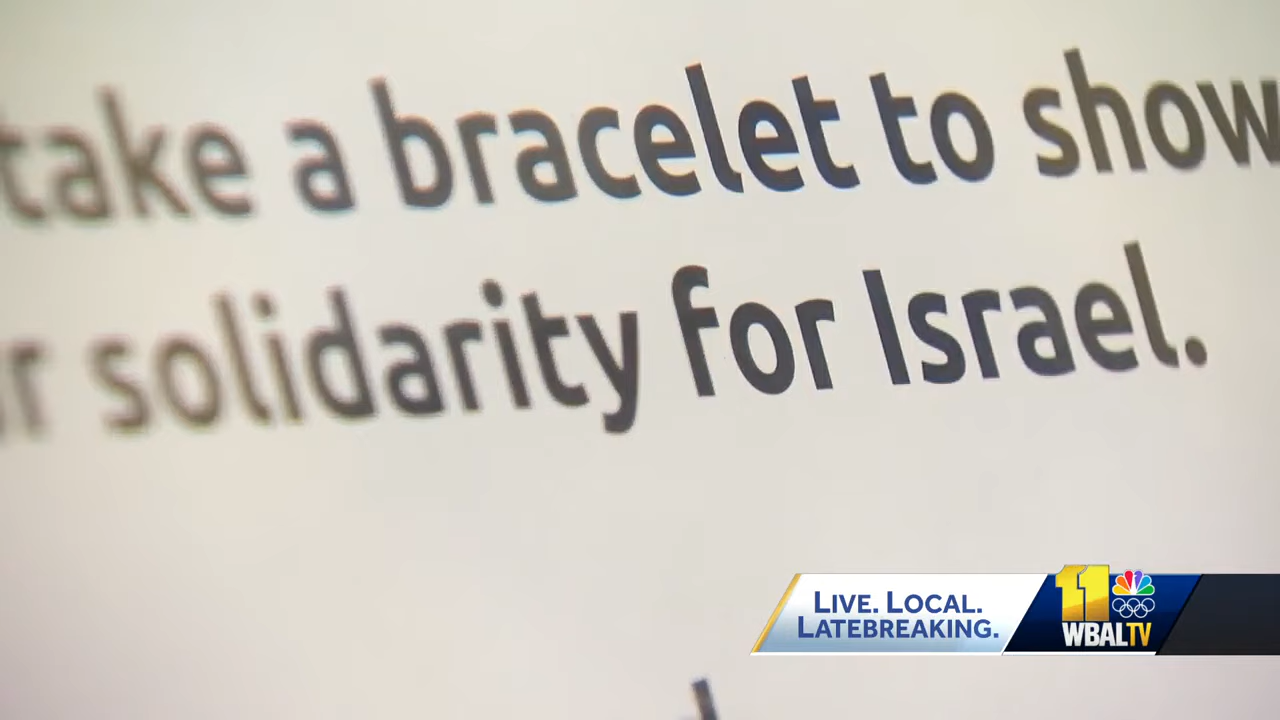 take a bracelet to show
r solidarity for Israel.
LIVE. LOCAL.
LATEBREAKING.
11
WBALTV